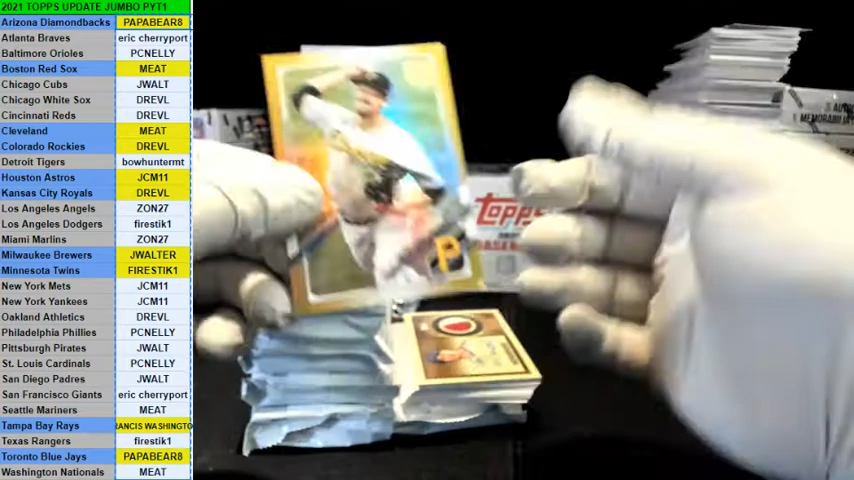 2021 TOPPS UPDATE JUMBO PYT1
Arizona Diamondbacks PAPABEAR8
Atlanta Braves eric cherryport
Baltimore Orioles PCNELLY
Boston Red Sox MEAT
Chicago Cubs JWALT
Chicago White Sox DREVL
Cincinnati Reds DREVL
Cleveland MEAT
Colorado Rockies DREVL
Detroit Tigers bowhuntermt
Houston Astros JCM11
Kansas City Royals DREVL
Los Angeles Angels ZON27
Los Angeles Dodgers firestik1
Miami Marlins ZON27
Milwaukee Brewers JWALTER
Minnesota Twins FIRESTIK1
New York Mets JCM11
New York Yankees JCM11
Oakland Athletics DREVL
Philadelphia Phillies PCNELLY
Pittsburgh Pirates JWALT
St. Louis Cardinals PCNELLY
San Diego Padres JWALT
San Francisco Giants eric cherryport
Seattle Mariners MEAT
Tampa Bay Rays RANCIS WASHINGTO
Texas Rangers firestik1
Toronto Blue Jays PAPABEAR8
Washington Nationals MEAT
P
TOPPS
MEMORABILIA